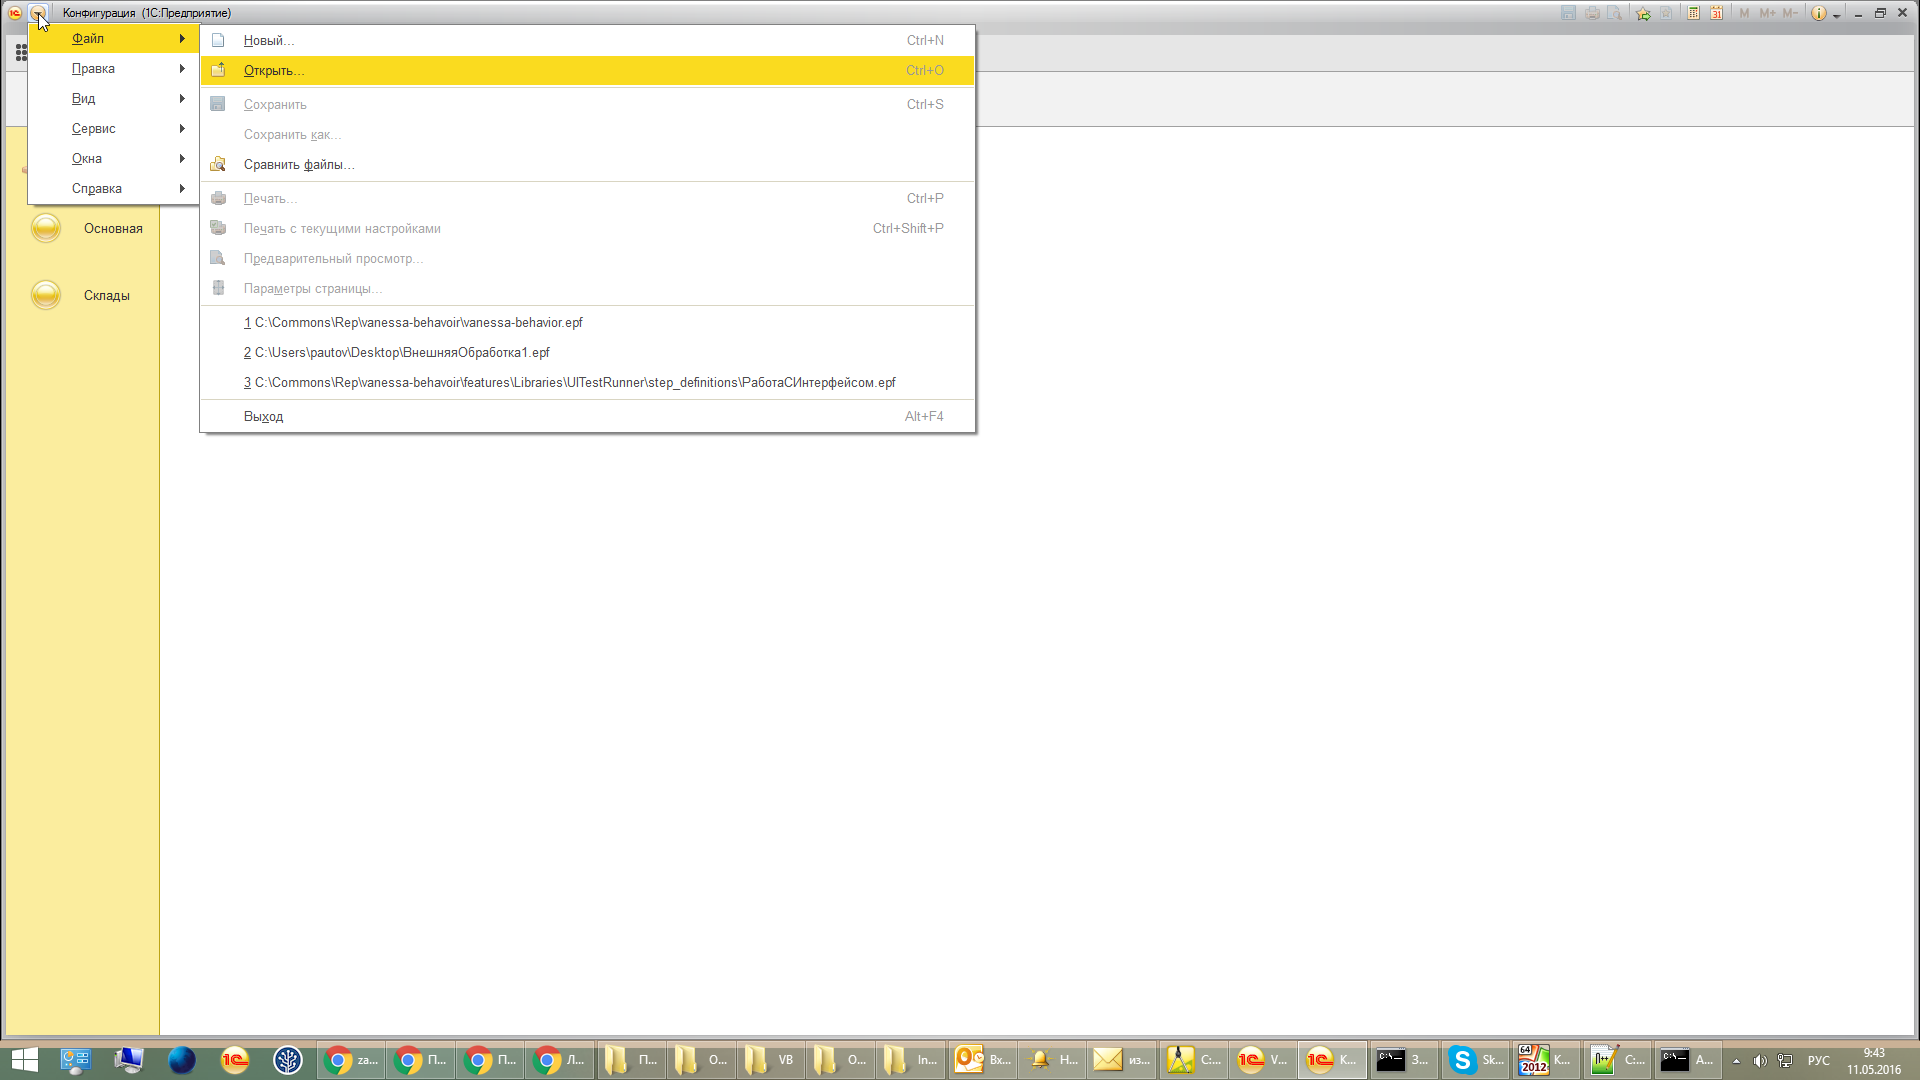 Конфигурация (1С:Предприятие)
31
M M+ M-
Файл
Правка
Вид
Сервис
Окна
Справка
Новый... Ctrl+N
Открыть... Ctrl+O
Сохранить Ctrl+S
Сохранить как...
Сравнить файлы...
Печать... Ctrl+P
Печать с текущими настройками Ctrl+Shift+P
Предварительный просмотр...
Параметры страницы...
1 C:\Commons\Rep\vanessa-behavoir\vanessa-behavior.epf
2 C:\Users\pautov\Desktop\ВнешняяОбработка1.epf
3 C:\Commons\Rep\vanessa-behavoir\features\Libraries\UITestRunner\step_definitions\РаботаСИнтерфейсом.epf
Выход Alt+F4
Основная
Склады
za... П... П... Л... П... О... VB О... In... Вх... Н... из... C:... V... К... З... Sk... 64 2012 К... C:... А... РУС
9:43
11.05.2016